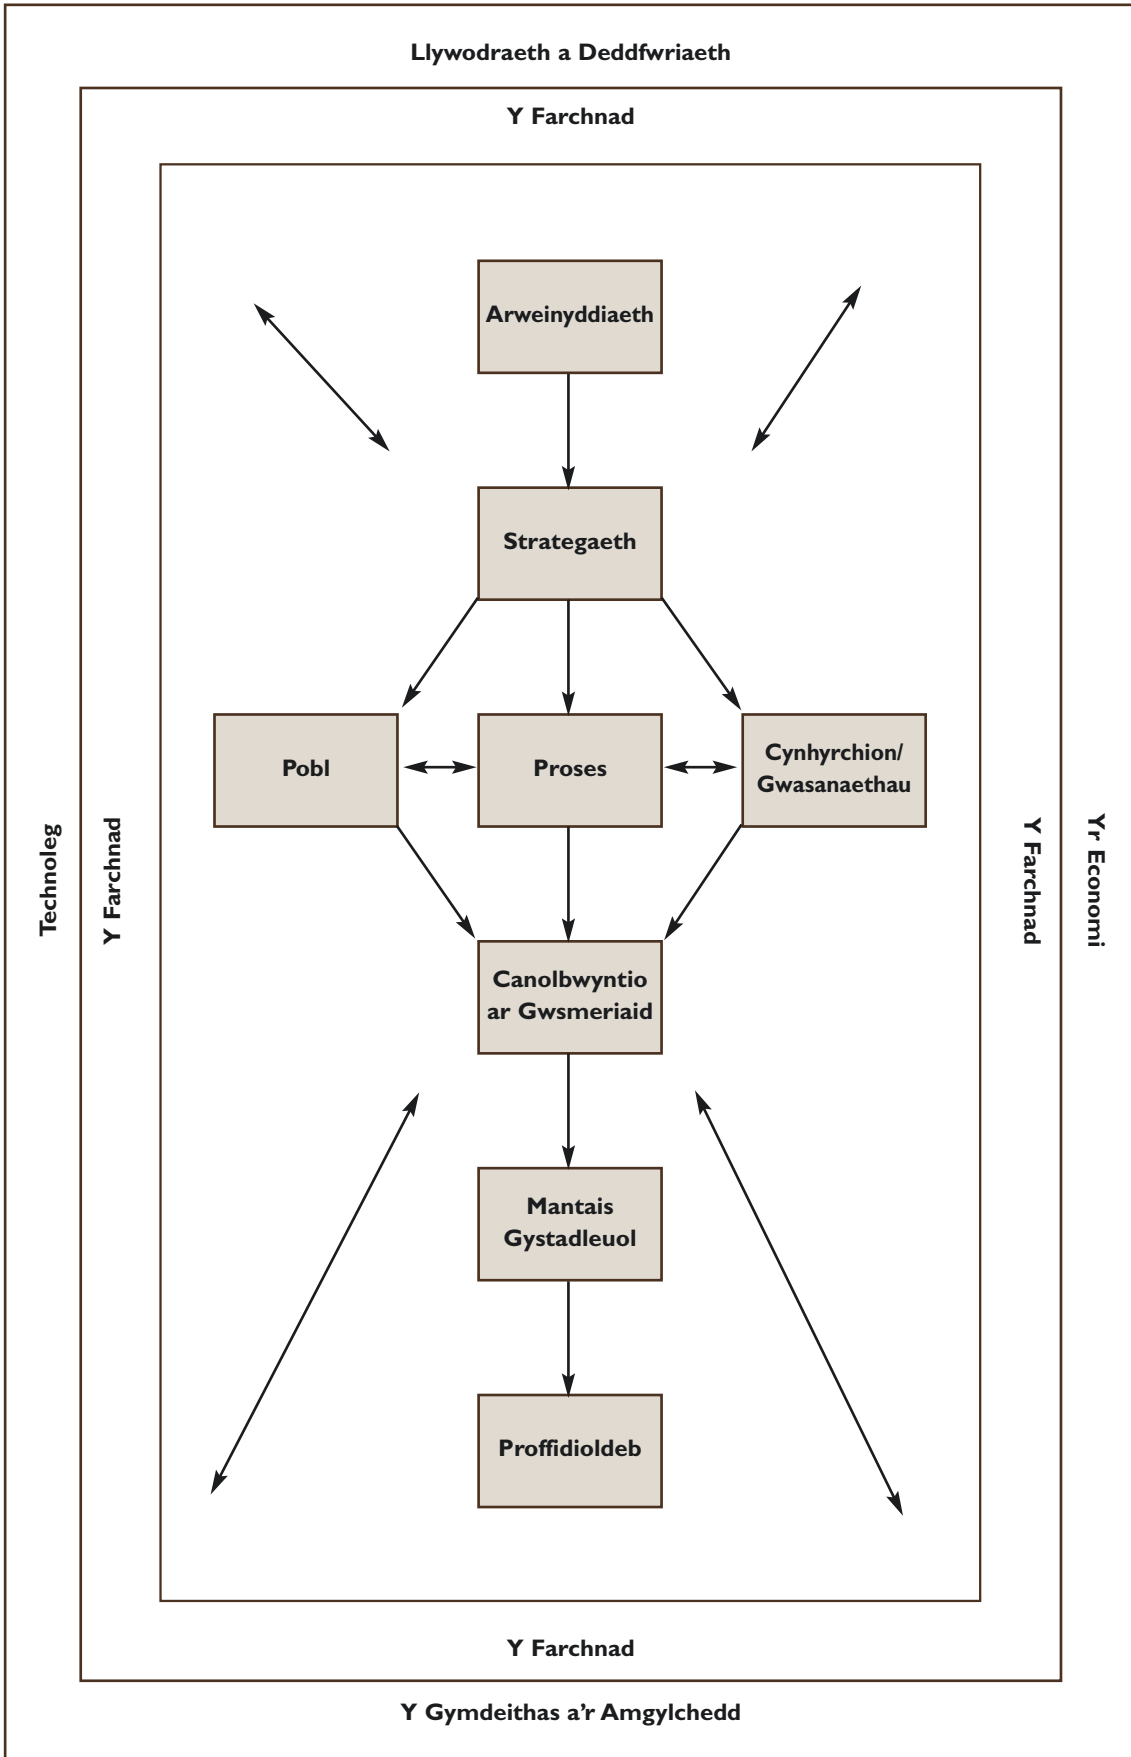 Llywodraeth a Deddfwriaeth
Y Farchnad
Arweinyddiaeth
Strategaeth
Pobl
Proses
Cynhyrchion/
Gwasanaethau
Technoleg
Y Farchnad
Y Farchnad
Yr Economi
Canolbwyntio
ar Gwsmeriaid
Mantais
Gystadleuol
Proffidioldeb
Y Farchnad
Y Gymdeithas a’r Amgylchedd